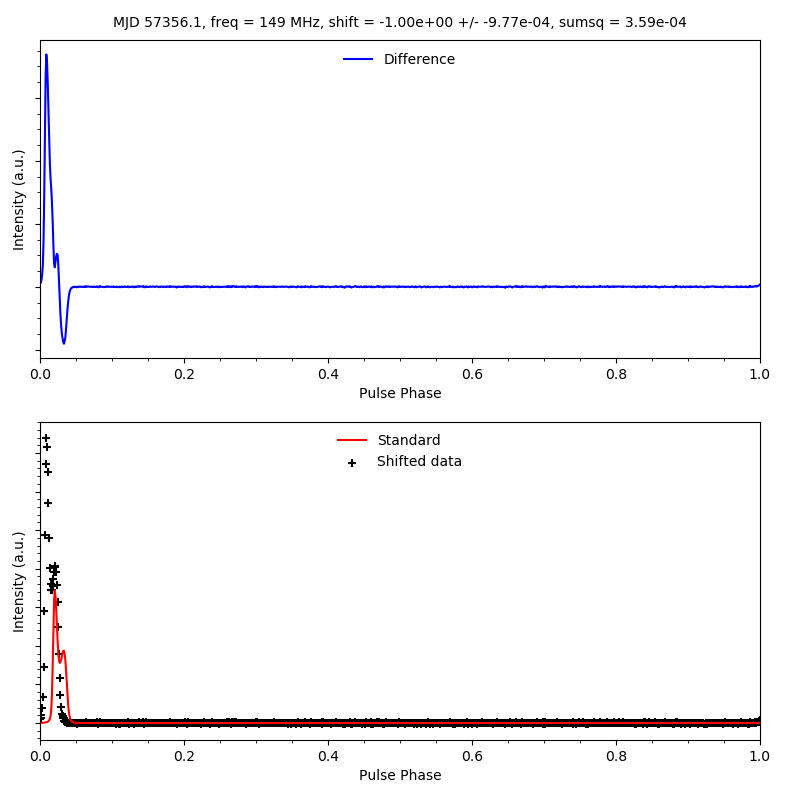 MJD 57356.1, freq = 149 MHz, shift = -1.00e+00 +/- -9.77e-04, sumsq = 3.59e-04
Difference
Intensity (a.u.)
0.0 0.2 0.4 0.6 0.8 1.0
Pulse Phase
Standard
Shifted data
Intensity (a.u.)
0.0 0.2 0.4 0.6 0.8 1.0
Pulse Phase